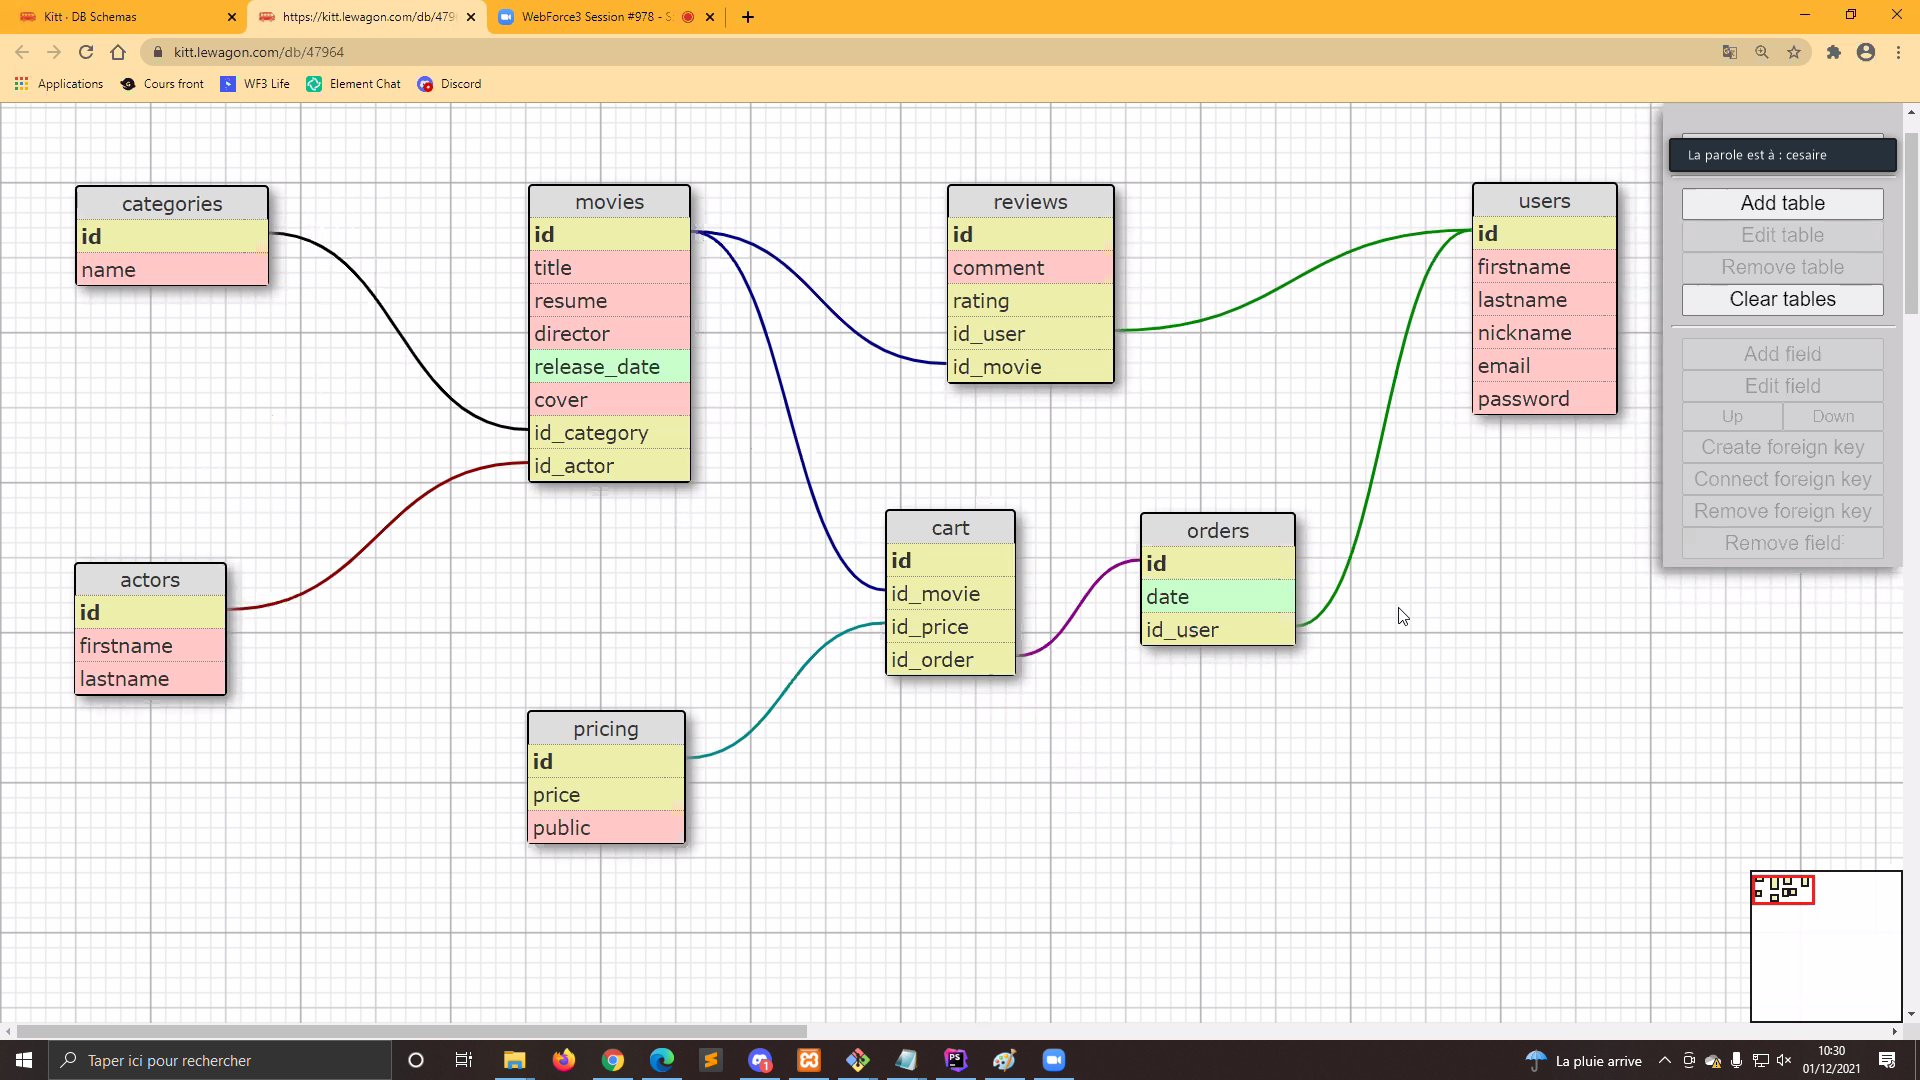 Kitt · DB Schemas
https://kitt.lewagon.com/db/479
WebForce3 Session #978 - S
kitt.lewagon.com/db/47964
Applications
Cours front
WF3 Life
Element Chat
Discord
La parole est à : cesaire
Add table
Edit table
Remove table
Clear tables
Add field
Edit field
Up
Down
Create foreign key
Connect foreign key
Remove foreign key
Remove field
categories
id
name
movies
id
title
resume
director
release_date
cover
id_category
id_actor
reviews
id
comment
rating
id_user
id_movie
users
id
firstname
lastname
nickname
email
password
actors
id
firstname
lastname
cart
id
id_movie
id_price
id_order
orders
id
date
id_user
pricing
id
price
public
Taper ici pour rechercher
PS
1
La pluie arrive
10:30
01/12/2021